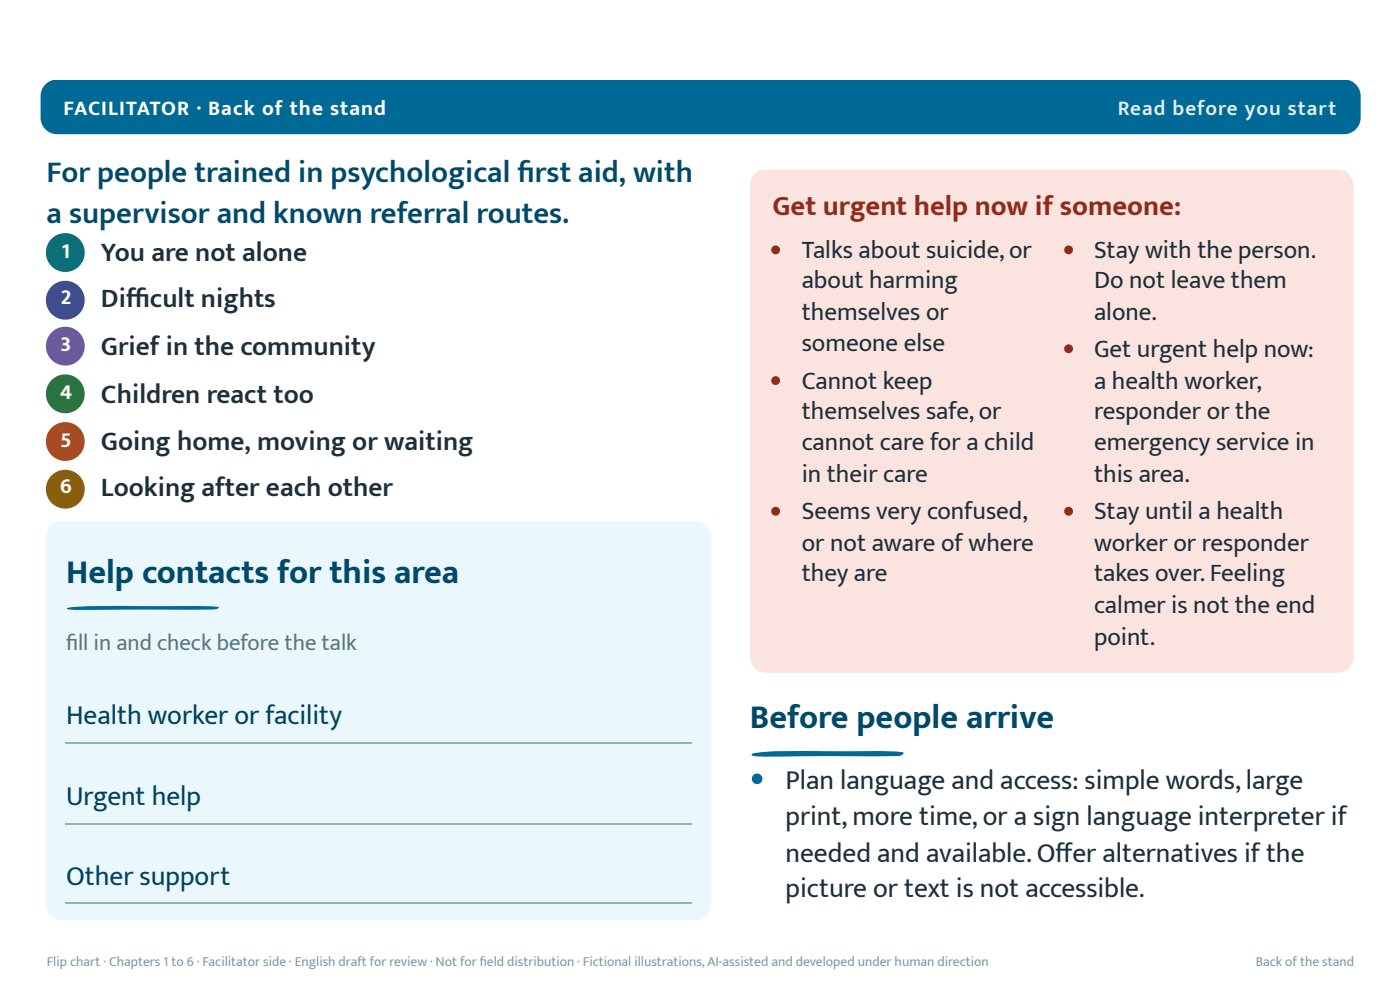 FACILITATOR · Back of the stand
Read before you start
For people trained in psychological first aid, with
a supervisor and known referral routes.
1 You are not alone
2 Difficult nights
3 Grief in the community
4 Children react too
5 Going home, moving or waiting
6 Looking after each other
Help contacts for this area
fill in and check before the talk
Health worker or facility
Urgent help
Other support
Get urgent help now if someone:
• Talks about suicide, or
about harming
themselves or
someone else
• Cannot keep
themselves safe, or
cannot care for a child
in their care
• Seems very confused,
or not aware of where
they are
• Stay with the person.
Do not leave them
alone.
• Get urgent help now:
a health worker,
responder or the
emergency service in
this area.
• Stay until a health
worker or responder
takes over. Feeling
calmer is not the end
point.
Before people arrive
• Plan language and access: simple words, large
print, more time, or a sign language interpreter if
needed and available. Offer alternatives if the
picture or text is not accessible.
Flip chart · Chapters 1 to 6 · Facilitator side · English draft for review · Not for field distribution · Fictional illustrations, AI-assisted and developed under human direction
Back of the stand